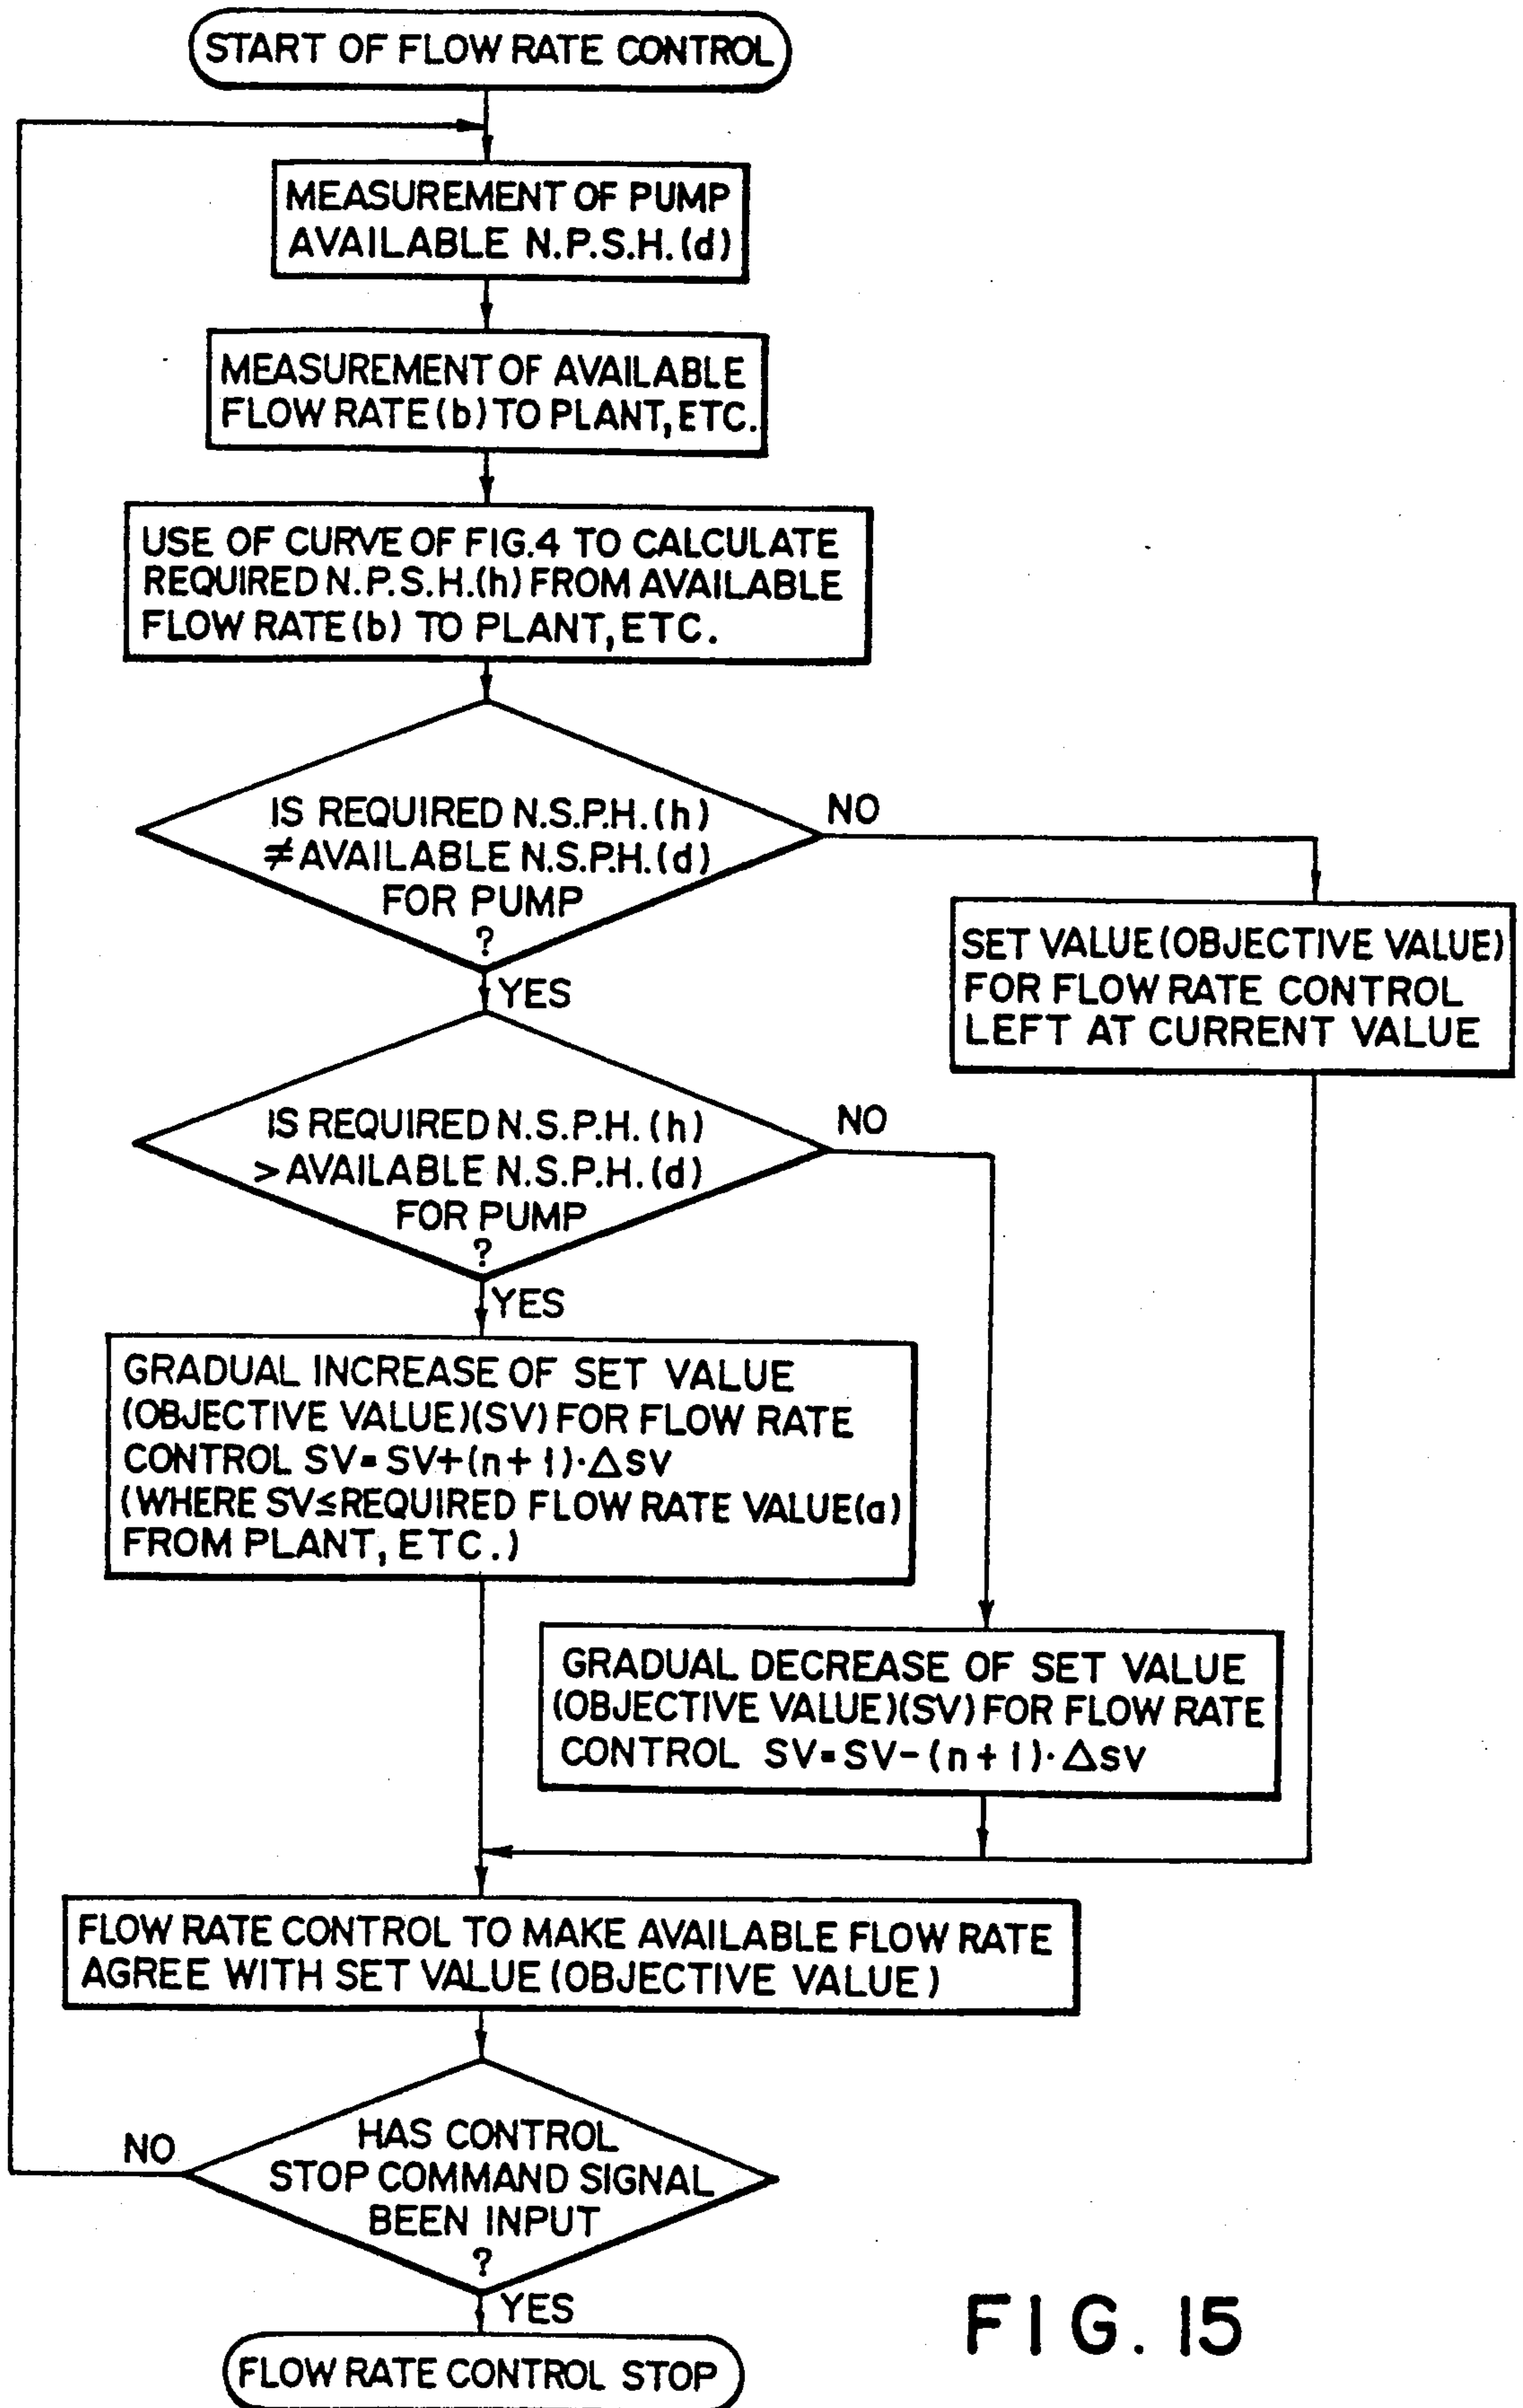 START OF FLOW RATE CONTROL
MEASUREMENT OF PUMP
AVAILABLE N.P.S.H.(d)
MEASUREMENT OF AVAILABLE
FLOW RATE(b) TO PLANT, ETC.
USE OF CURVE OF FIG.4 TO CALCULATE
REQUIRED N.P.S.H.(h) FROM AVAILABLE
FLOW RATE(b) TO PLANT, ETC.
IS REQUIRED N.S.P.H.(h)
≠ AVAILABLE N.S.P.H.(d)
FOR PUMP
?
NO
YES
SET VALUE (OBJECTIVE VALUE)
FOR FLOW RATE CONTROL
LEFT AT CURRENT VALUE
IS REQUIRED N.S.P.H.(h)
> AVAILABLE N.S.P.H.(d)
FOR PUMP
?
NO
YES
GRADUAL INCREASE OF SET VALUE
(OBJECTIVE VALUE)(SV) FOR FLOW RATE
CONTROL SV=SV+(n+1)·ΔSV
(WHERE SV≤REQUIRED FLOW RATE VALUE(a)
FROM PLANT, ETC.)
GRADUAL DECREASE OF SET VALUE
(OBJECTIVE VALUE)(SV) FOR FLOW RATE
CONTROL SV=SV-(n+1)·ΔSV
FLOW RATE CONTROL TO MAKE AVAILABLE FLOW RATE
AGREE WITH SET VALUE (OBJECTIVE VALUE)
HAS CONTROL
STOP COMMAND SIGNAL
BEEN INPUT
?
NO
YES
FLOW RATE CONTROL STOP
FIG. 15